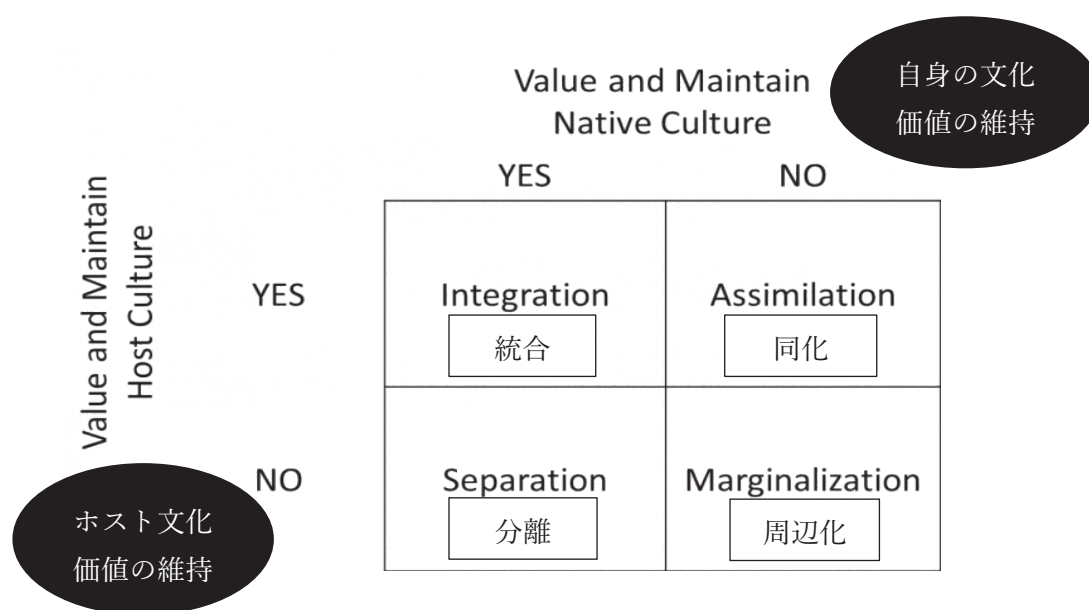 Value and Maintain
Native Culture
自身の文化
価値の維持
YES
NO
Value and Maintain
Host Culture
YES
Integration
統合
Assimilation
同化
NO
Separation
分離
Marginalization
周辺化
ホスト文化
価値の維持